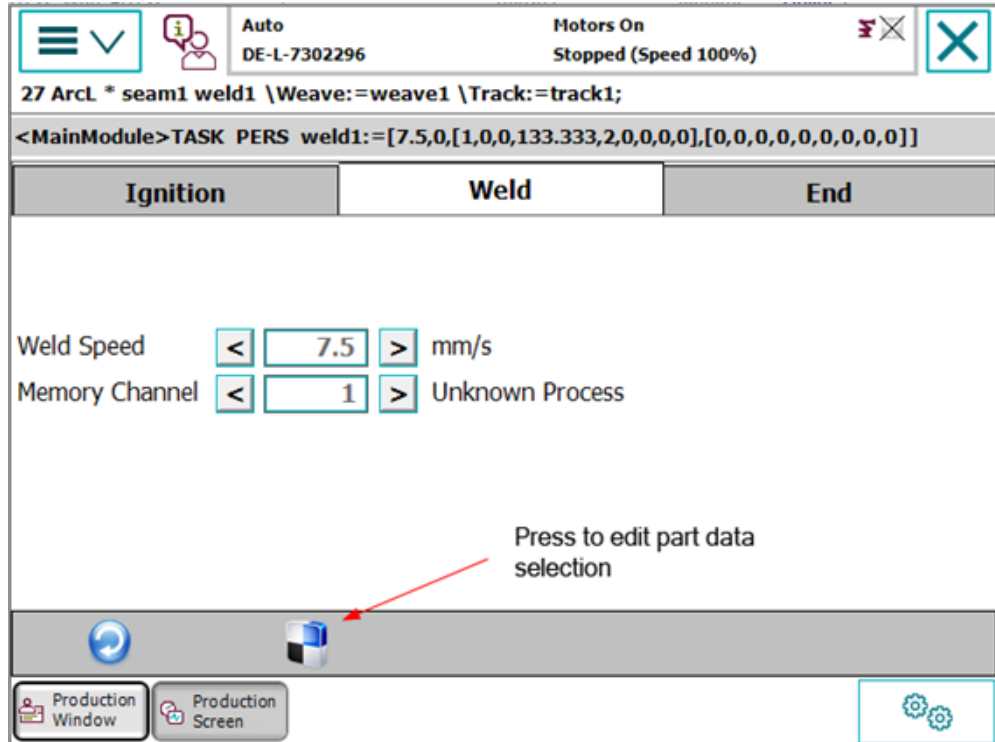 Auto
Motors On
DE-L-7302296
Stopped (Speed 100%)
27 ArcL * seam1 weld1 \Weave:=weave1 \Track:=track1;
<MainModule>TASK PERS weld1:=[7.5,0,[1,0,0,133.333,2,0,0,0,0],[0,0,0,0,0,0,0,0,0]]
Ignition
Weld
End
Weld Speed < 7.5 > mm/s
Memory Channel < 1 > Unknown Process
Press to edit part data
selection
Production
Window
Production
Screen